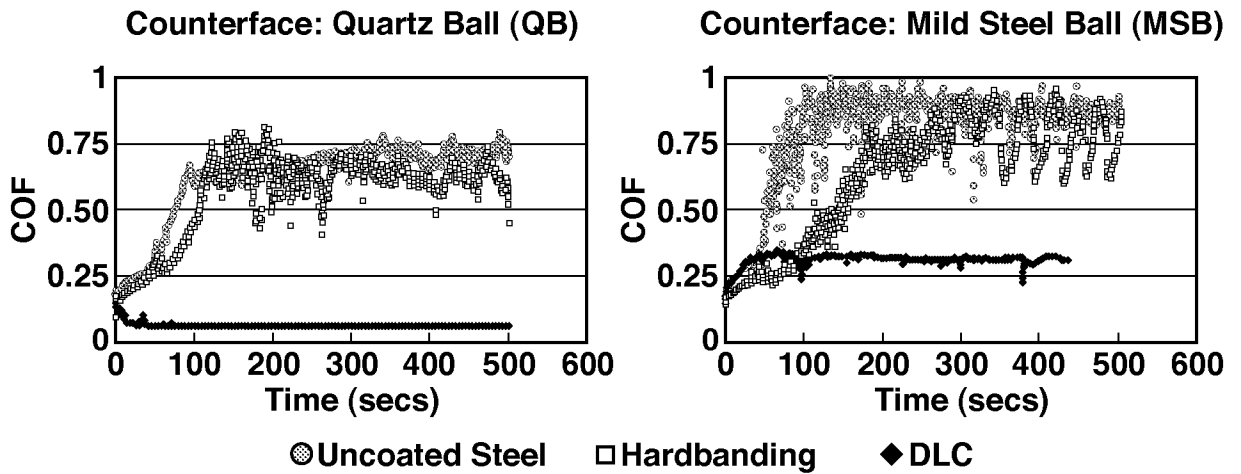 Counterface: Quartz Ball (QB)
COF
1
0.75
0.50
0.25
0
0 100 200 300 400 500 600
Time (secs)
Counterface: Mild Steel Ball (MSB)
COF
1
0.75
0.50
0.25
0
0 100 200 300 400 500 600
Time (secs)
Uncoated Steel Hardbanding DLC